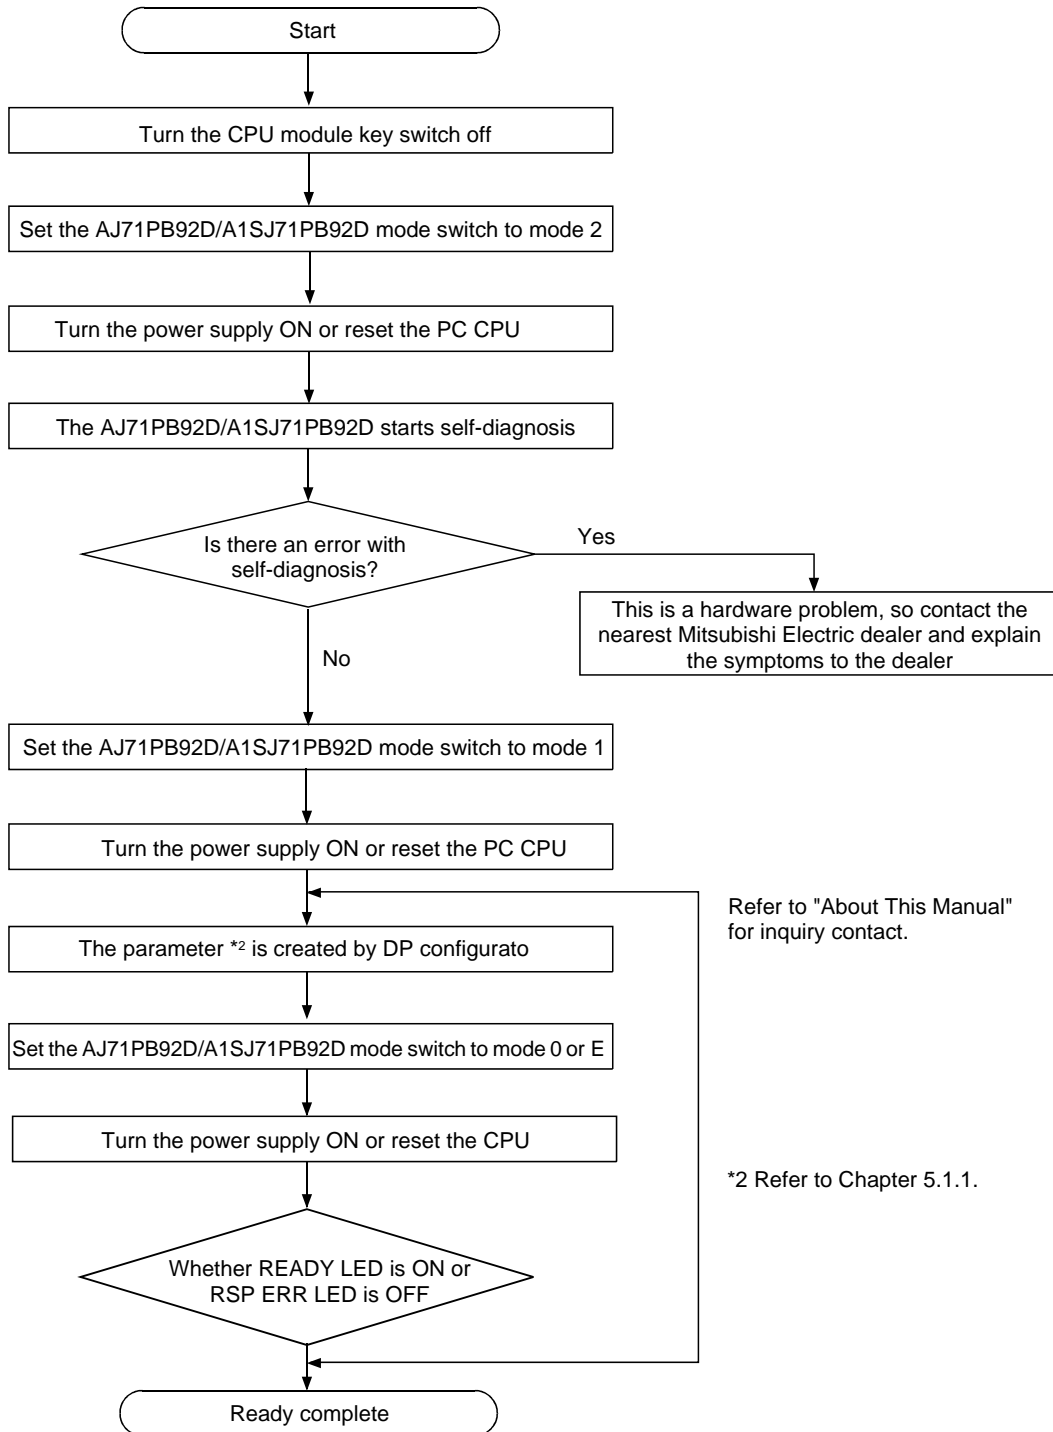 Start
Turn the CPU module key switch off
Set the AJ71PB92D/A1SJ71PB92D mode switch to mode 2
Turn the power supply ON or reset the PC CPU
The AJ71PB92D/A1SJ71PB92D starts self-diagnosis
Is there an error with
self-diagnosis?
Yes
This is a hardware problem, so contact the
nearest Mitsubishi Electric dealer and explain
the symptoms to the dealer
No
Set the AJ71PB92D/A1SJ71PB92D mode switch to mode 1
Turn the power supply ON or reset the PC CPU
Refer to "About This Manual"
for inquiry contact.
The parameter *2 is created by DP configurato
Set the AJ71PB92D/A1SJ71PB92D mode switch to mode 0 or E
Turn the power supply ON or reset the CPU
*2 Refer to Chapter 5.1.1.
Whether READY LED is ON or
RSP ERR LED is OFF
Ready complete